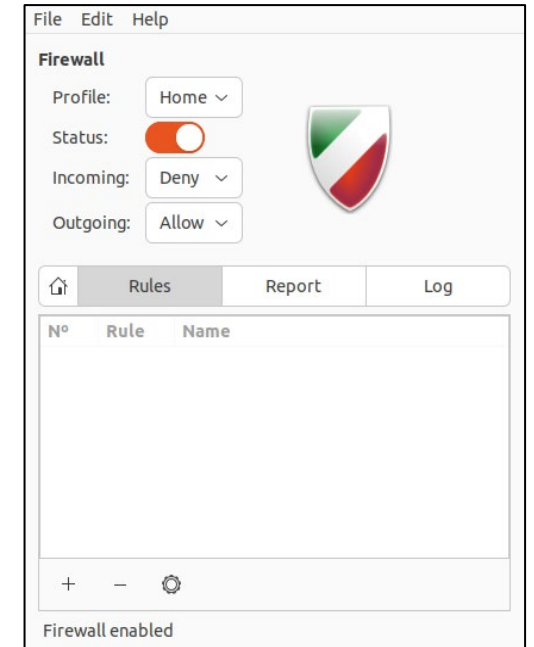 File Edit Help
Firewall
Profile: Home
Status:
Incoming: Deny
Outgoing: Allow
Rules Report Log
Nº Rule Name
Firewall enabled